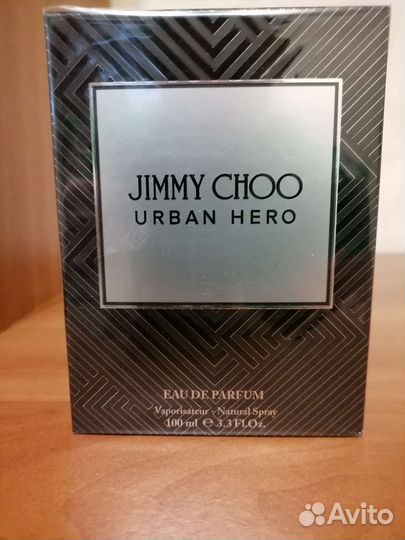 JIMMY CHOO
URBAN HERO
EAU DE PARFUM
Vaporisateur - Natural Spray
100 ml ℮ 3.3 Fl.Oz.
Avito